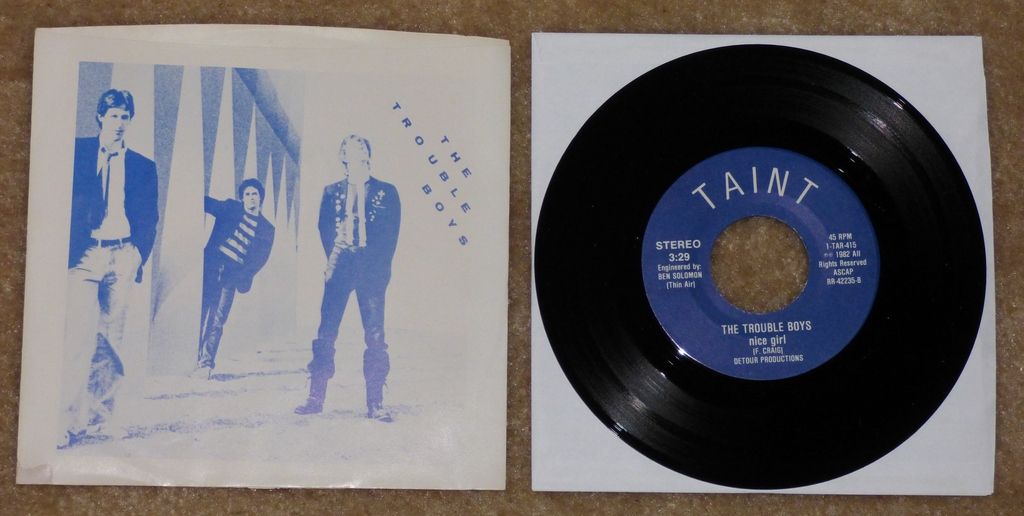 THE
TROUBLE
BOYS
TAINT
STEREO
3:29
Engineered by:
BEN SOLOMON
(Thin Air)
45 RPM
1-TAR-415
℗© 1982 All
Rights Reserved
ASCAP
RR-42235-B
THE TROUBLE BOYS
nice girl
(F. CRAIG)
DETOUR PRODUCTIONS